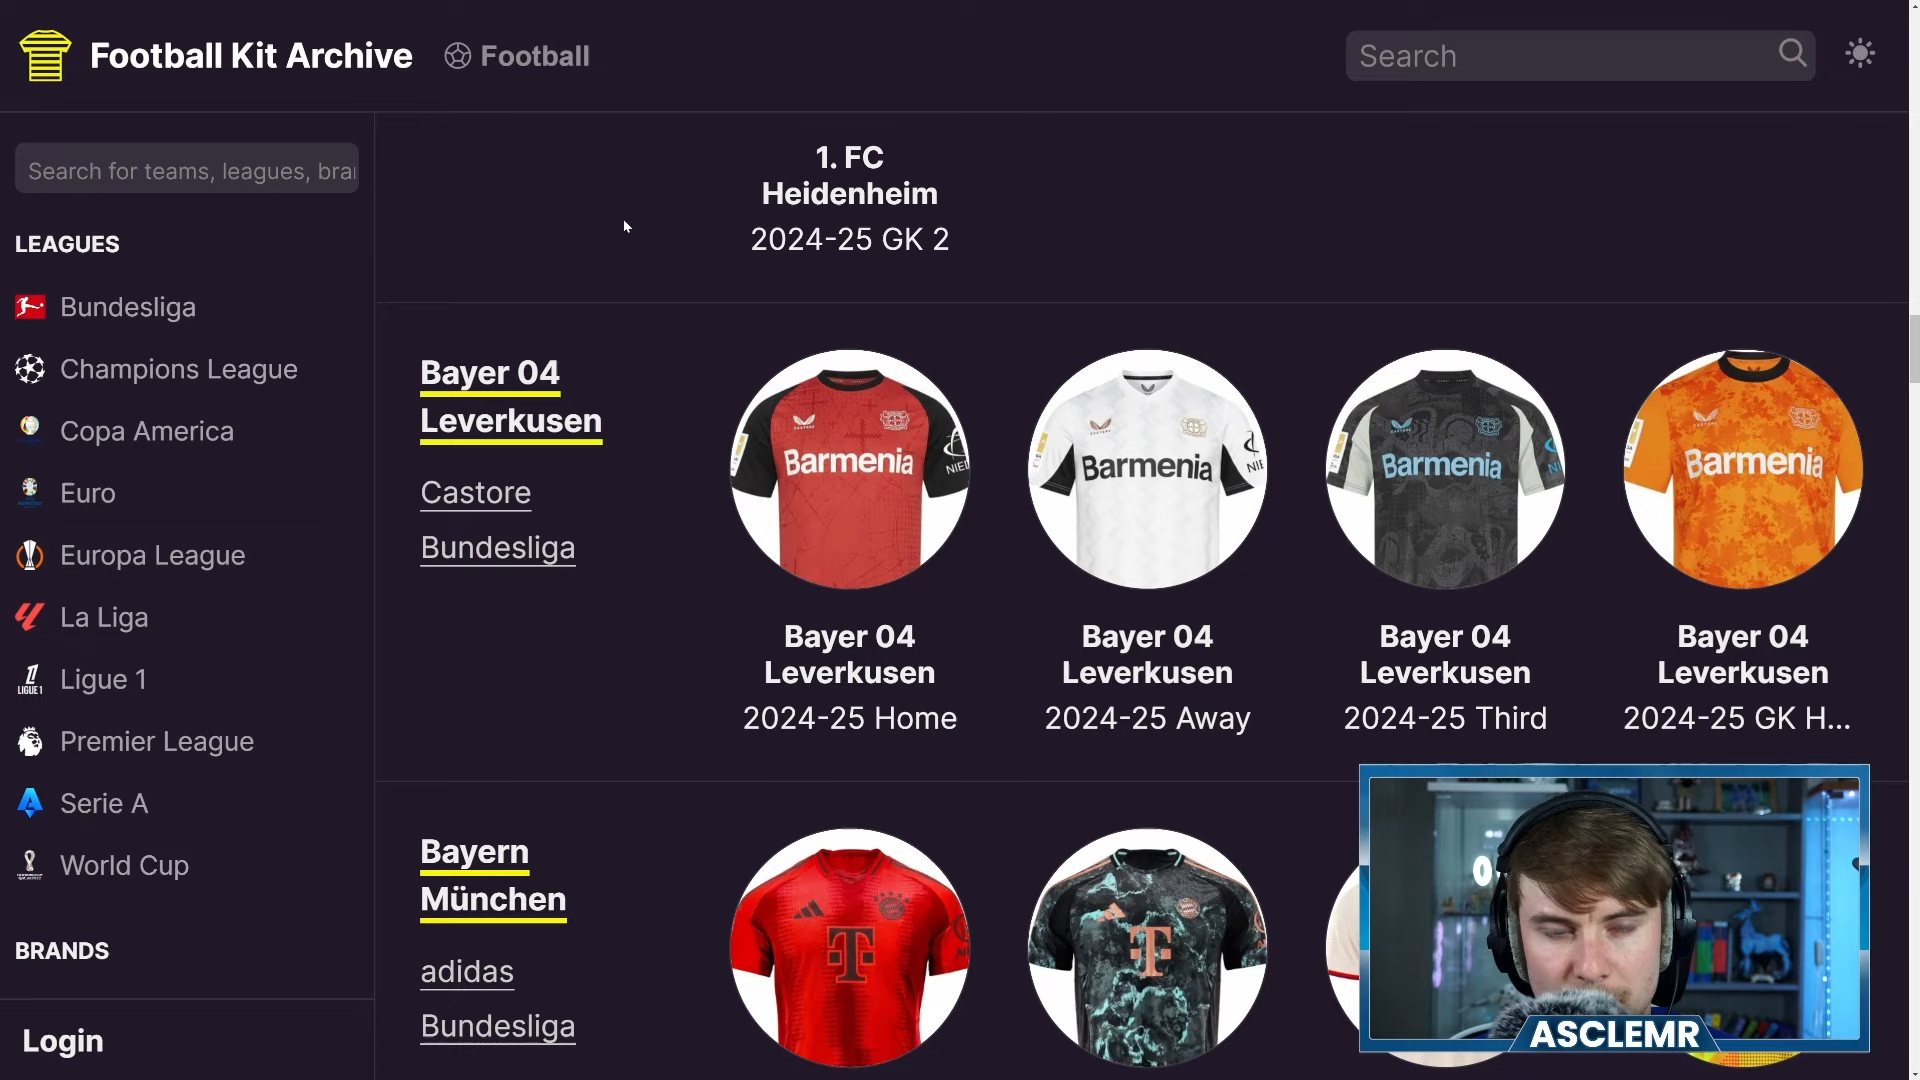 Football Kit Archive
Football
Search
Search for teams, leagues, bra
LEAGUES
Bundesliga
Champions League
Copa America
Euro
Europa League
La Liga
Ligue 1
Premier League
Serie A
World Cup
BRANDS
Login
1. FC
Heidenheim
2024-25 GK 2
Bayer 04
Leverkusen
Castore
Bundesliga
Barmenia
NIE
Barmenia
NIE
Barmenia
Barmenia
Bayer 04
Leverkusen
2024-25 Home
Bayer 04
Leverkusen
2024-25 Away
Bayer 04
Leverkusen
2024-25 Third
Bayer 04
Leverkusen
2024-25 GK H...
Bayern
München
adidas
Bundesliga
T
T
ASCLEMR